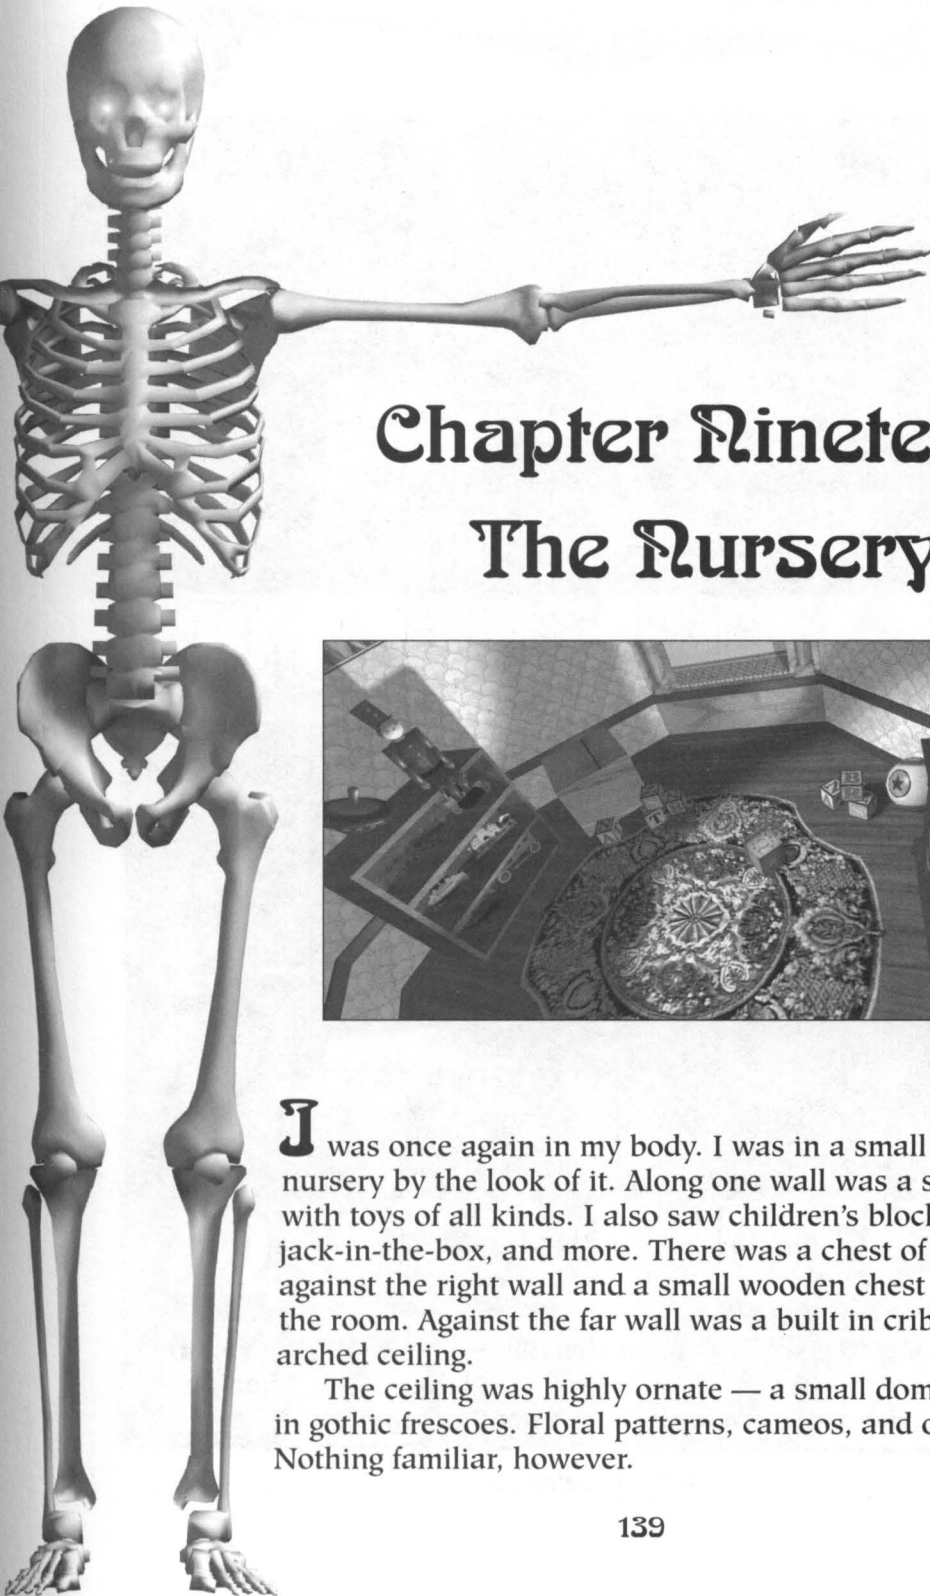 Chapter Ninete
The Nursery
I was once again in my body. I was in a small
nursery by the look of it. Along one wall was a s
with toys of all kinds. I also saw children's block
jack-in-the-box, and more. There was a chest of
against the right wall and a small wooden chest
the room. Against the far wall was a built in crib
arched ceiling.
The ceiling was highly ornate — a small dom
in gothic frescoes. Floral patterns, cameos, and c
Nothing familiar, however.
139